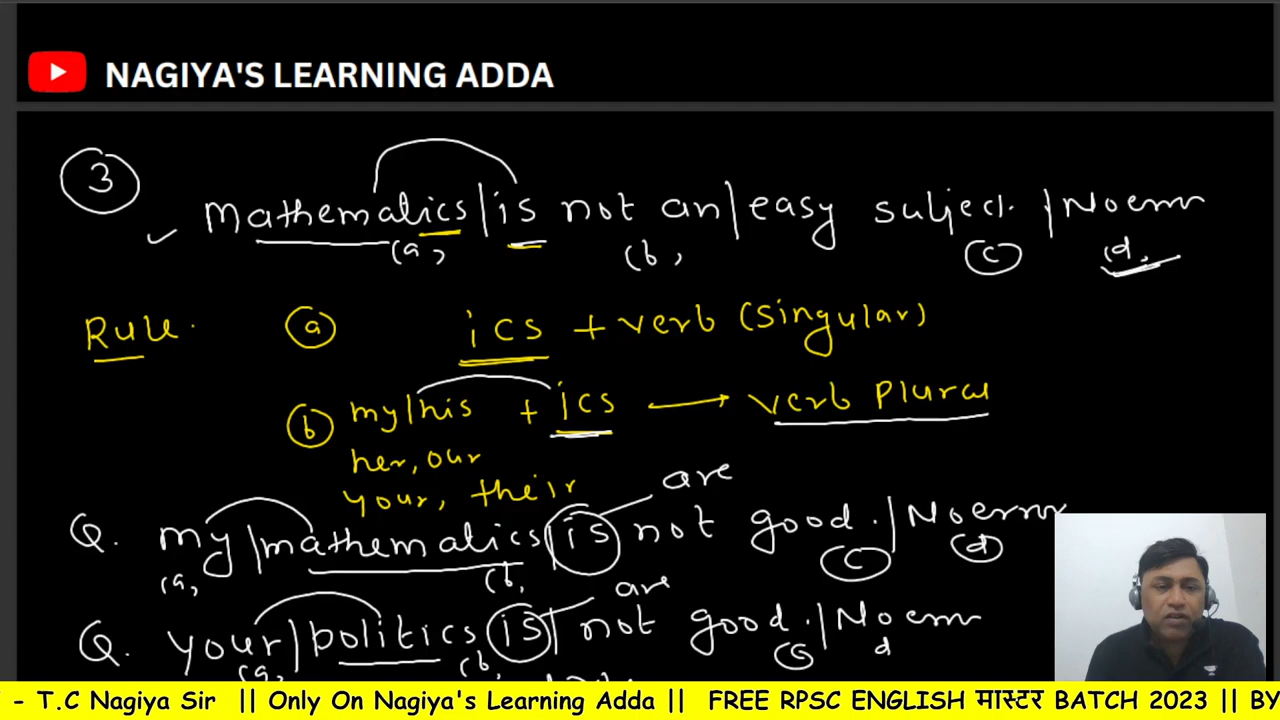 NAGIYA'S LEARNING ADDA
3 Mathematics / is not an / easy subject. / No error
(a, (b, (c) (d,
Rule. (a) ics + verb (singular)
(b) my/his + ics → verb Plural
her, our
your, their
are
Q. my / mathematics / is not good. / No error
(a, (b, (c) (d)
are
Q. your / politics / is / not good. / No error
(a, (b, (c) d
- T.C Nagiya Sir || Only On Nagiya's Learning Adda || FREE RPSC ENGLISH मास्टर BATCH 2023 || BY